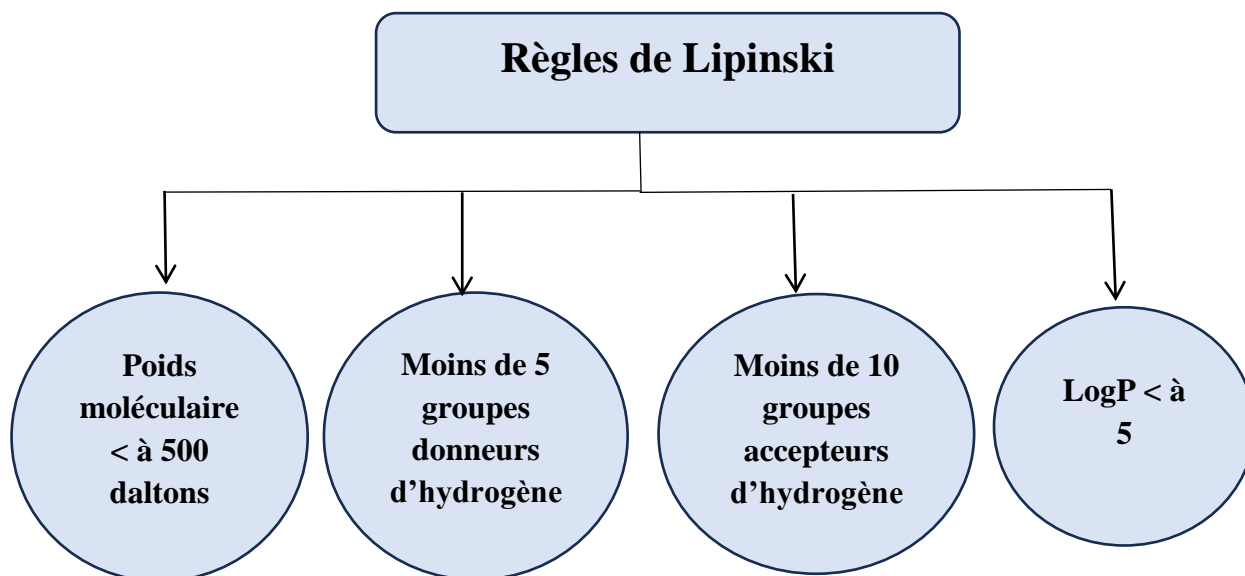 Règles de Lipinski
Poids
moléculaire
< à 500
daltons
Moins de 5
groupes
donneurs
d’hydrogène
Moins de 10
groupes
accepteurs
d’hydrogène
LogP < à
5